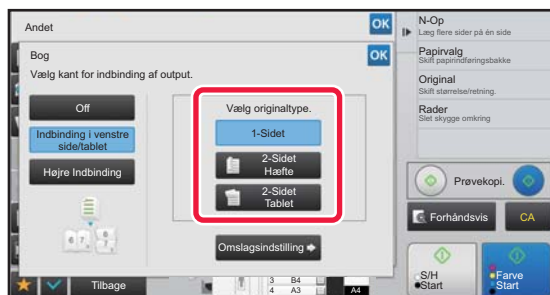 Andet
OK
Bog
OK
Vælg kant for indbinding af output.
Off
Indbinding i venstre
side/tablet
Højre Indbinding
Vælg originaltype.
1-Sidet
2-Sidet
Hæfte
2-Sidet
Tablet
Omslagsindstilling
Tilbage
3 B4
4 A3
A4
N-Op
Læg flere sider på én side
Papirvalg
Skift papirindføringsbakke
Original
Skift størrelse/retning.
Rader
Slet skygge omkring
Prøvekopi.
Forhåndsvis
CA
S/H
Start
Farve
Start